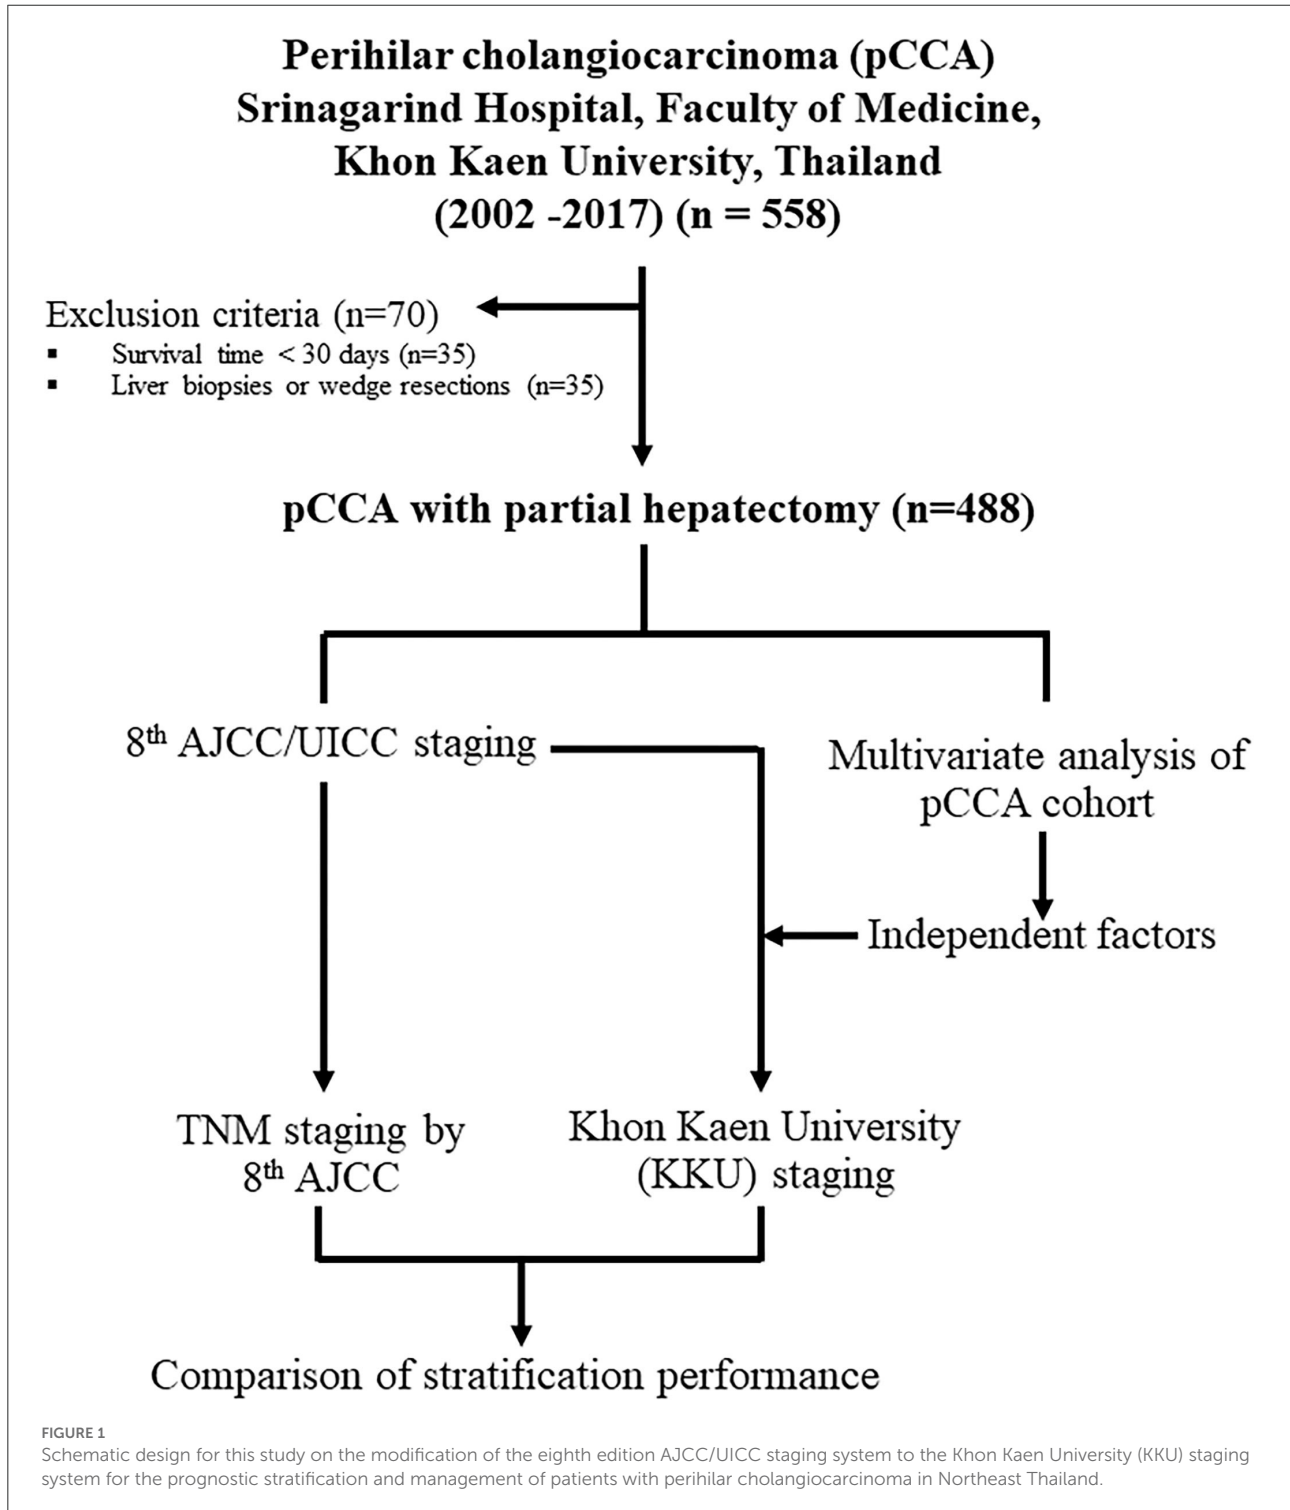 Perihilar cholangiocarcinoma (pCCA)
Srinagarind Hospital, Faculty of Medicine,
Khon Kaen University, Thailand
(2002 -2017) (n = 558)
Exclusion criteria (n=70)
▪ Survival time < 30 days (n=35)
▪ Liver biopsies or wedge resections (n=35)
pCCA with partial hepatectomy (n=488)
8th AJCC/UICC staging
Multivariate analysis of
pCCA cohort
Independent factors
TNM staging by
8th AJCC
Khon Kaen University
(KKU) staging
Comparison of stratification performance
FIGURE 1
Schematic design for this study on the modification of the eighth edition AJCC/UICC staging system to the Khon Kaen University (KKU) staging
system for the prognostic stratification and management of patients with perihilar cholangiocarcinoma in Northeast Thailand.